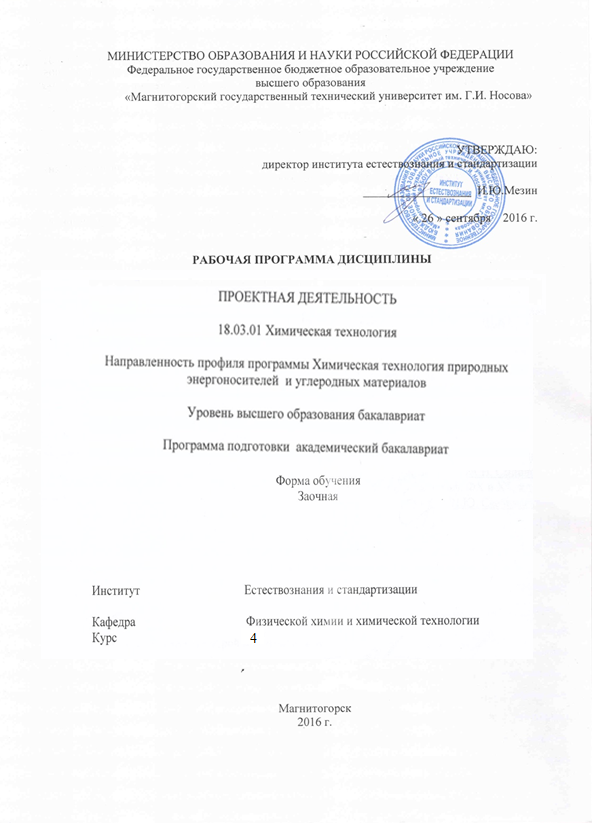 МИНИСТЕРСТВО ОБРАЗОВАНИЯ И НАУКИ РОССИЙСКОЙ ФЕДЕРАЦИИ
Федеральное государственное бюджетное образовательное учреждение
высшего образования
«Магнитогорский государственный технический университет им. Г.И. Носова»
УТВЕРЖДАЮ:
директор института естествознания и стандартизации
И.Ю.Мезин
« 26 » сентября 2016 г.
ИНСТИТУТ
ЕСТЕСТВОЗНАНИЯ
И СТАНДАРТИЗАЦИИ
РАБОЧАЯ ПРОГРАММА ДИСЦИПЛИНЫ
ПРОЕКТНАЯ ДЕЯТЕЛЬНОСТЬ
18.03.01 Химическая технология
Направленность профиля программы Химическая технология природных
энергоносителей и углеродных материалов
Уровень высшего образования бакалавриат
Программа подготовки академический бакалавриат
Форма обучения
Заочная
Институт Естествознания и стандартизации
Кафедра Физической химии и химической технологии
Курс 4
Магнитогорск
2016 г.